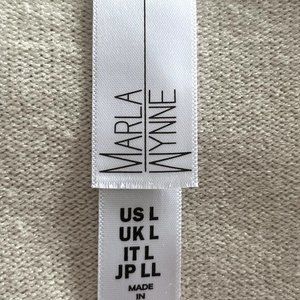 MARLA
WYNNE
US L
UK L
IT L
JP LL
MADE
IN